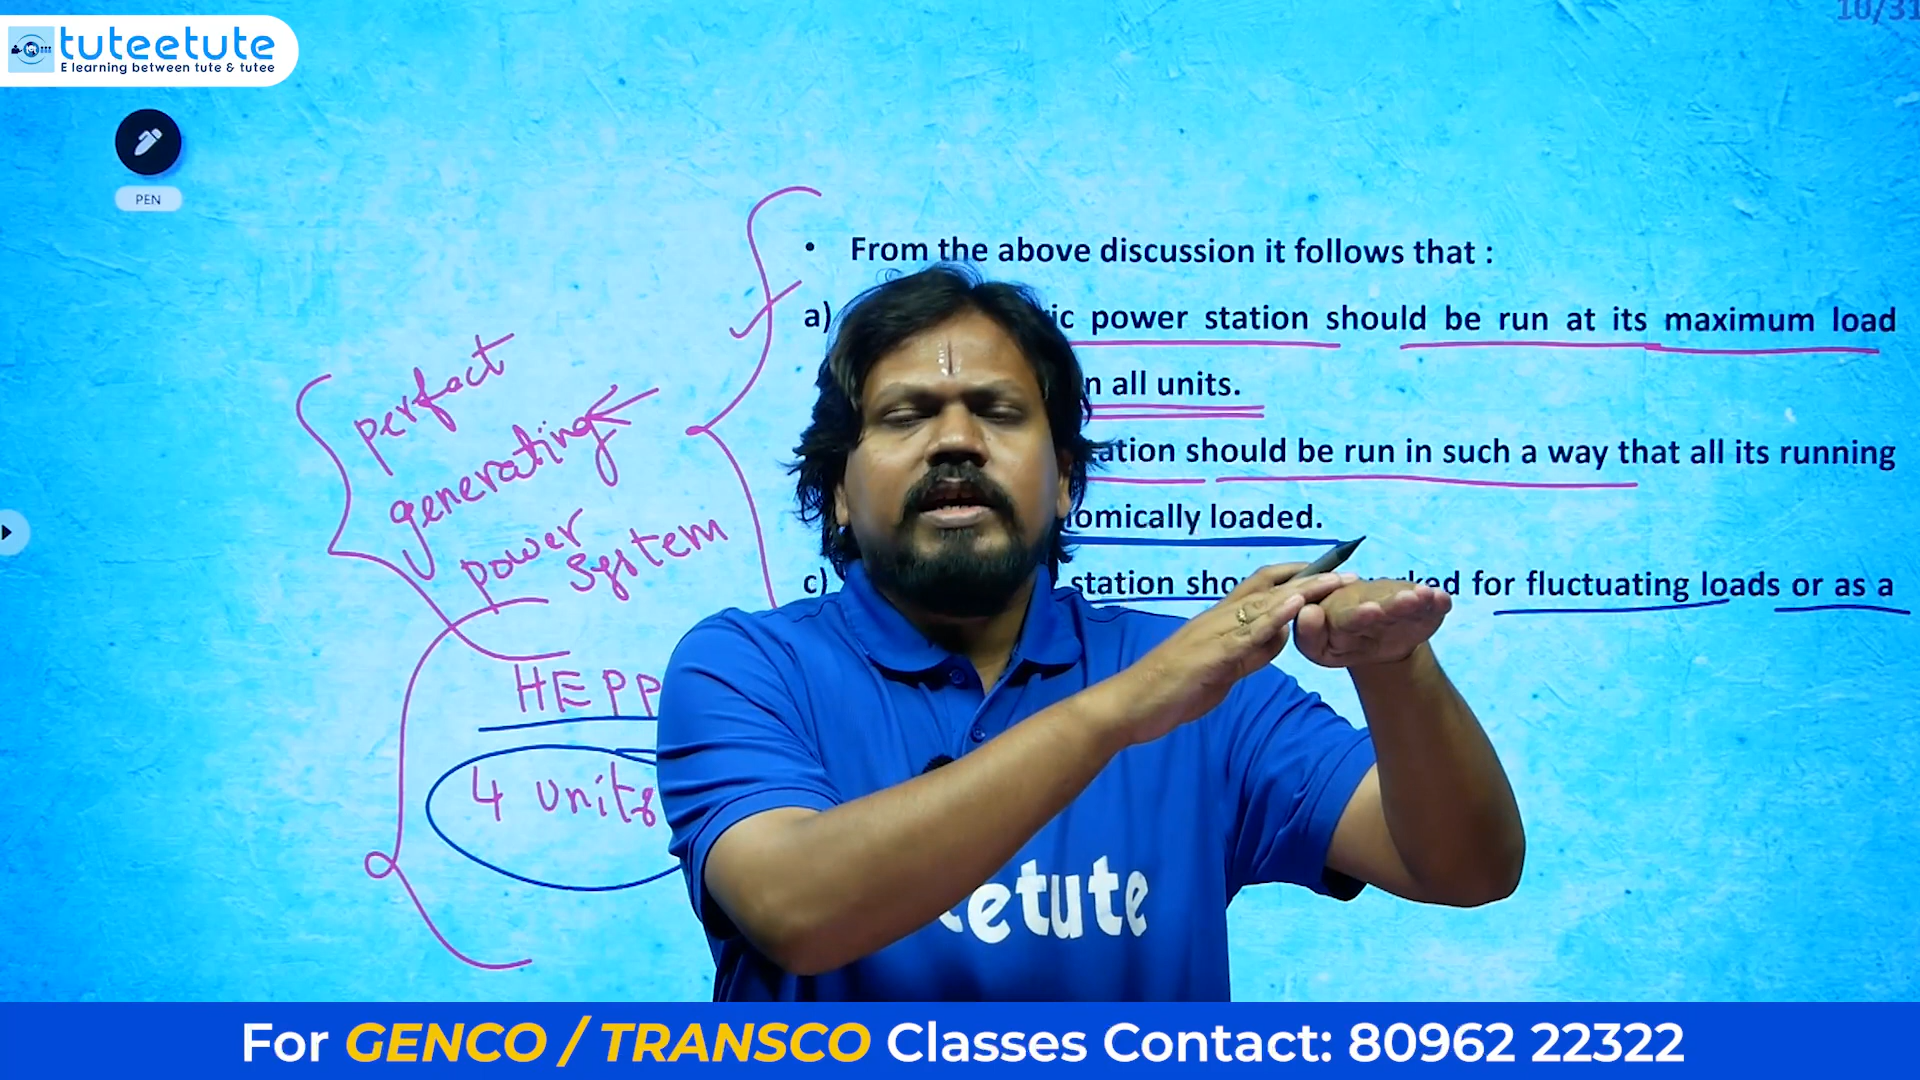 10/31
tuteetute
E learning between tute & tutee
PEN
• From the above discussion it follows that :
a) ic power station should be run at its maximum load
n all units.
ation should be run in such a way that all its running
omically loaded.
c) station sho rked for fluctuating loads or as a
perfect
generating
power
system
HEPP
4 units
etute
For GENCO / TRANSCO Classes Contact: 80962 22322